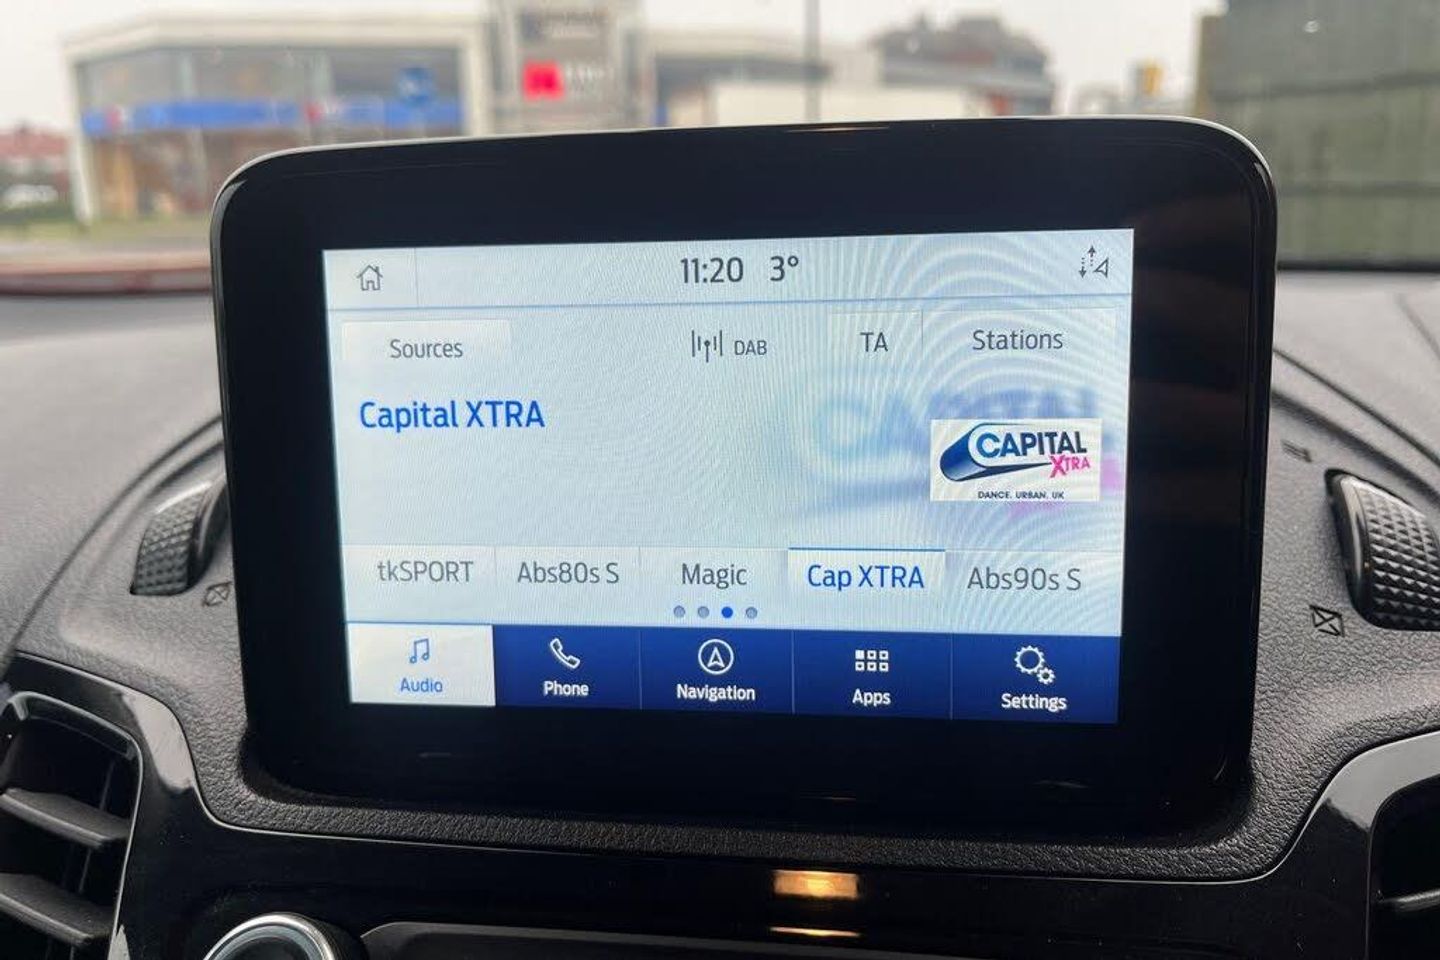 11:20 3°
Sources DAB TA Stations
Capital XTRA
CAPITAL
XTRA
DANCE. URBAN. UK
tkSPORT Abs80s S Magic Cap XTRA Abs90s S
Audio Phone Navigation Apps Settings